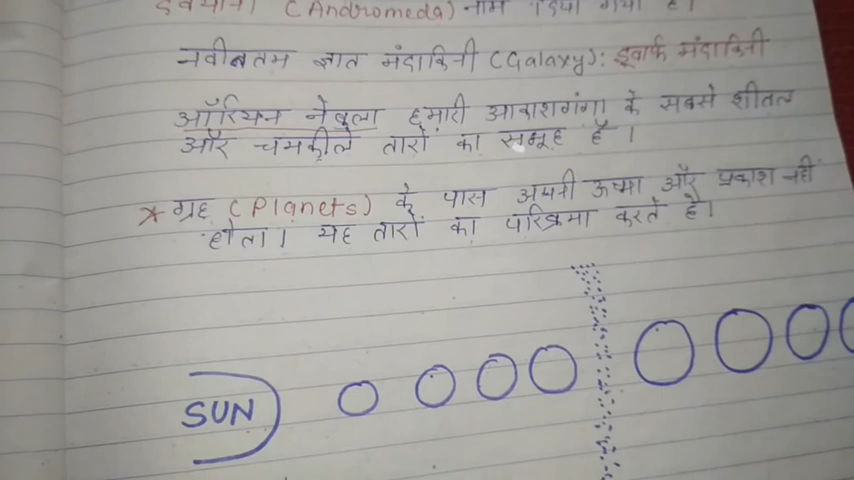 (Andromeda) नाम दिया गया है।
नवीनतम ज्ञात मंदाकिनी (Galaxy): ड्वार्फ मंदाकिनी
ऑरियन नेबुला हमारी आकाशगंगा के सबसे शीतल
और चमकीले तारों का समूह है।
* ग्रह (Planets) के पास अपनी ऊष्मा और प्रकाश नहीं
होता। यह तारों का परिक्रमा करते है।
SUN